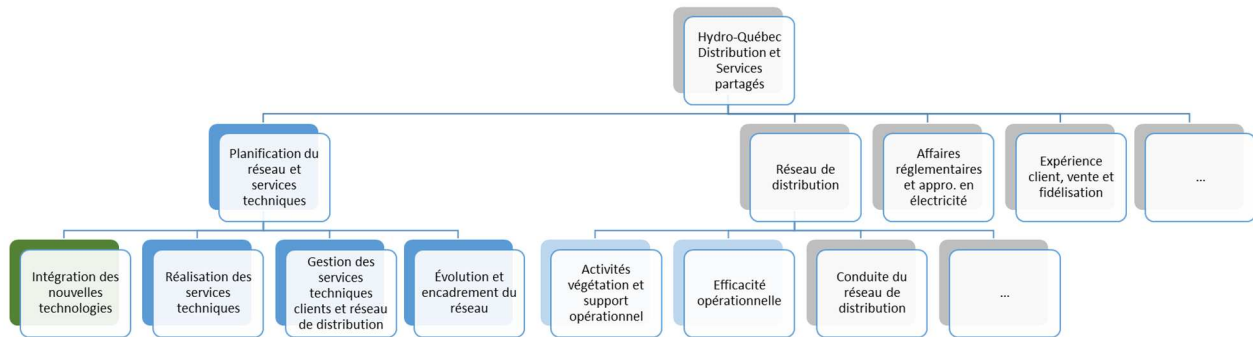 Hydro-Québec
Distribution et
Services
partagés
Planification du
réseau et
services
techniques
Réseau de
distribution
Affaires
réglementaires
et appro. en
électricité
Expérience
client, vente et
fidélisation
...
Intégration des
nouvelles
technologies
Réalisation des
services
techniques
Gestion des
services
techniques
clients et réseau
de distribution
Évolution et
encadrement du
réseau
Activités
végétation et
support
opérationnel
Efficacité
opérationnelle
Conduite du
réseau de
distribution
...